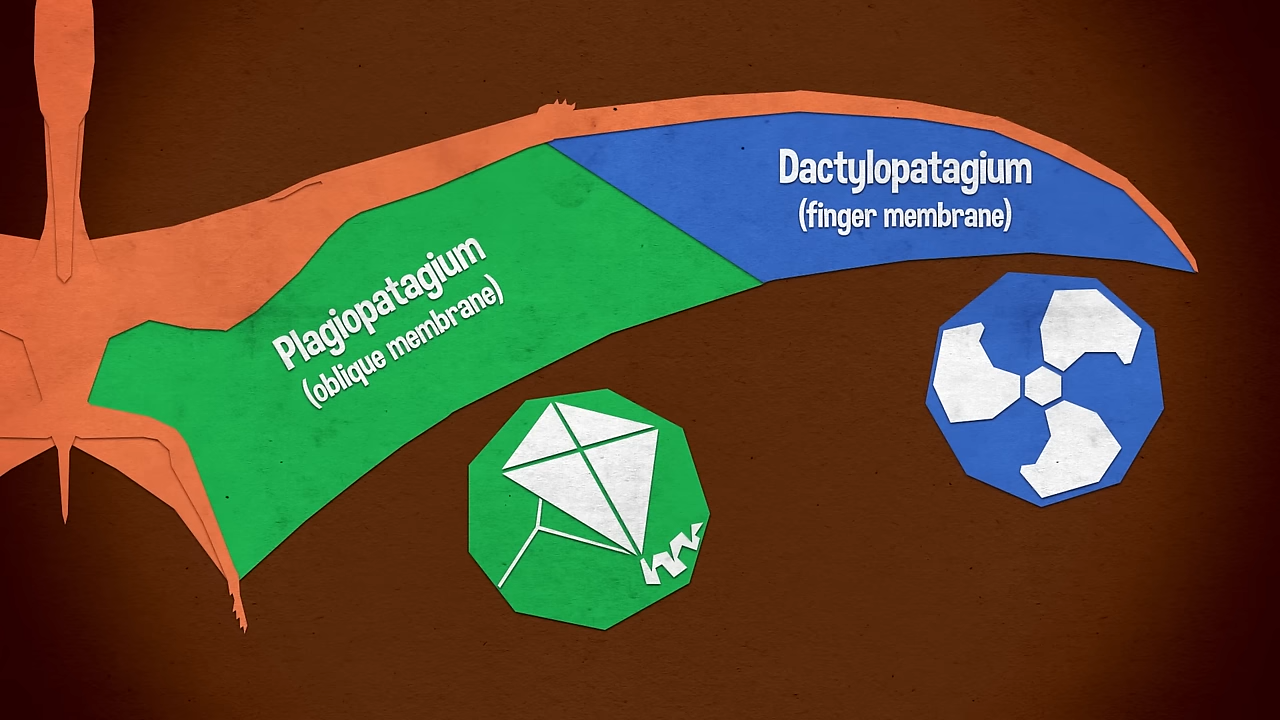 Dactylopatagium
(finger membrane)
Plagiopatagium
(oblique membrane)